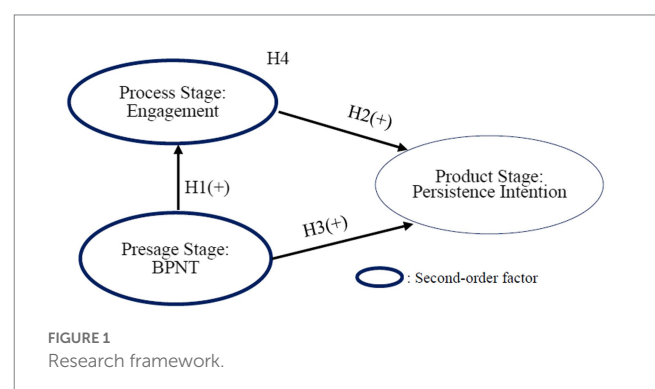 H4
Process Stage:
Engagement
H2(+)
Product Stage:
Persistence Intention
H1(+)
H3(+)
Presage Stage:
BPNT
: Second-order factor
FIGURE 1
Research framework.